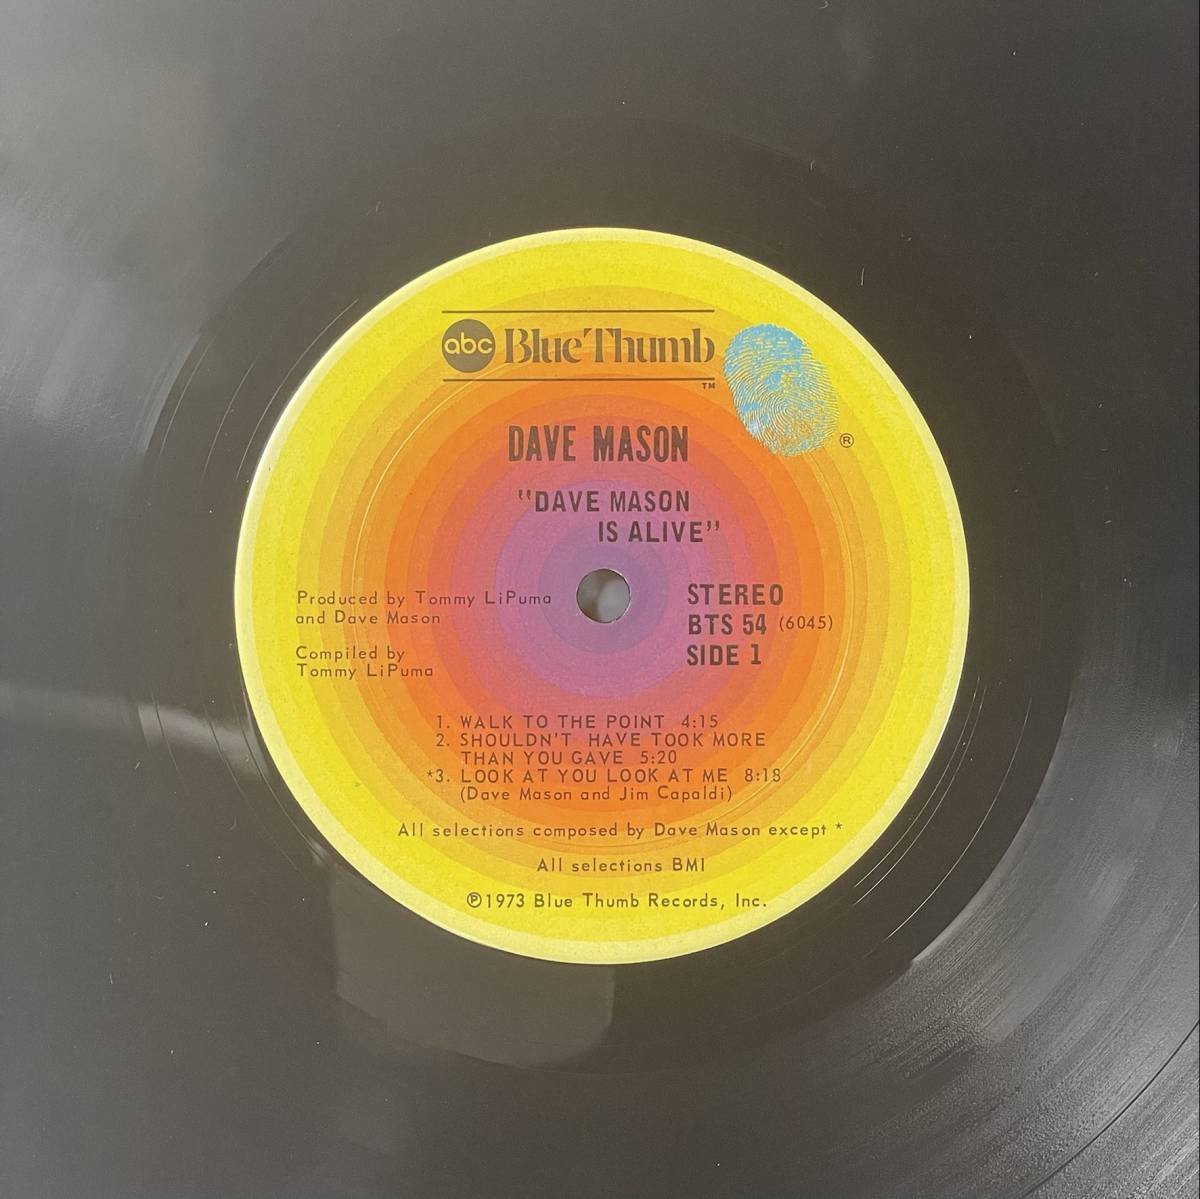 abc Blue Thumb
TM
®
DAVE MASON
"DAVE MASON
IS ALIVE"
Produced by Tommy LiPuma
and Dave Mason
Compiled by
Tommy LiPuma
STEREO
BTS 54 (6045)
SIDE 1
1. WALK TO THE POINT 4:15
2. SHOULDN'T HAVE TOOK MORE
THAN YOU GAVE 5:20
*3. LOOK AT YOU LOOK AT ME 8:18
(Dave Mason and Jim Capaldi)
All selections composed by Dave Mason except *
All selections BMI
℗1973 Blue Thumb Records, Inc.